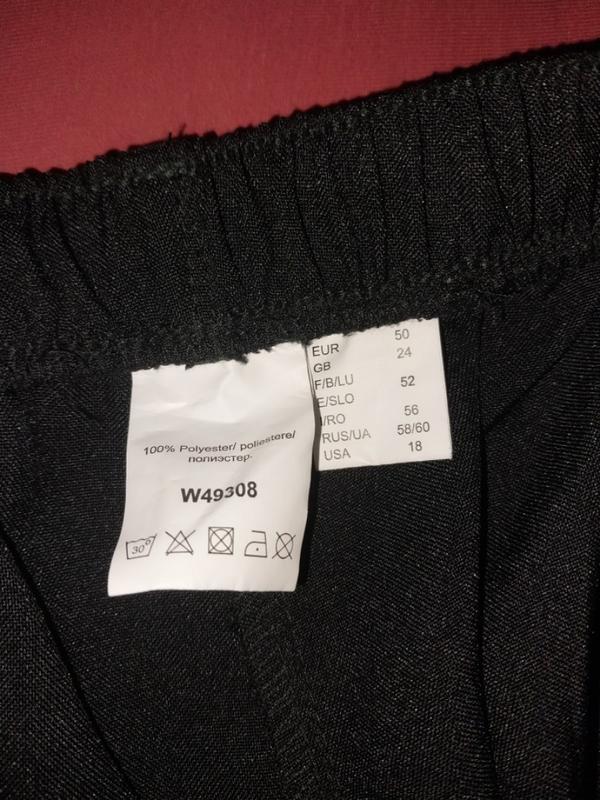 100% Polyester/ poliestere/
полиэстер-
W49308
30°
EUR 50
GB 24
F/B/LU
E/SLO 52
/RO 56
RUS/UA 58/60
USA 18